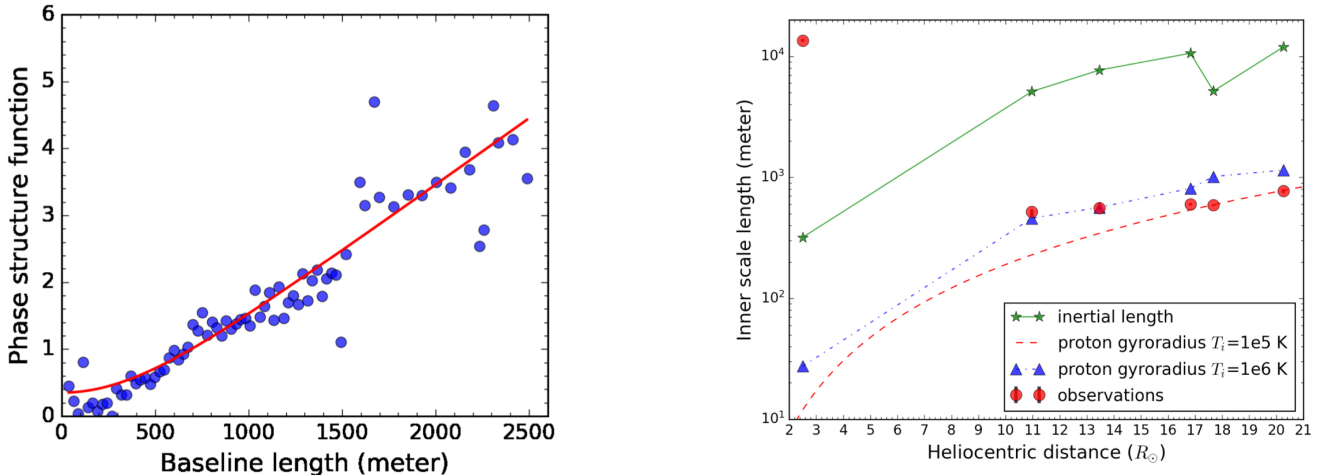 6
5
4
3
2
1
0
Phase structure function
0 500 1000 1500 2000 2500
Baseline length (meter)
10⁴
10³
10²
10¹
Inner scale length (meter)
inertial length
proton gyroradius Tᵢ=1e5 K
proton gyroradius Tᵢ=1e6 K
observations
2 3 4 5 6 7 8 9 10 11 12 13 14 15 16 17 18 19 20 21
Heliocentric distance (R☉)